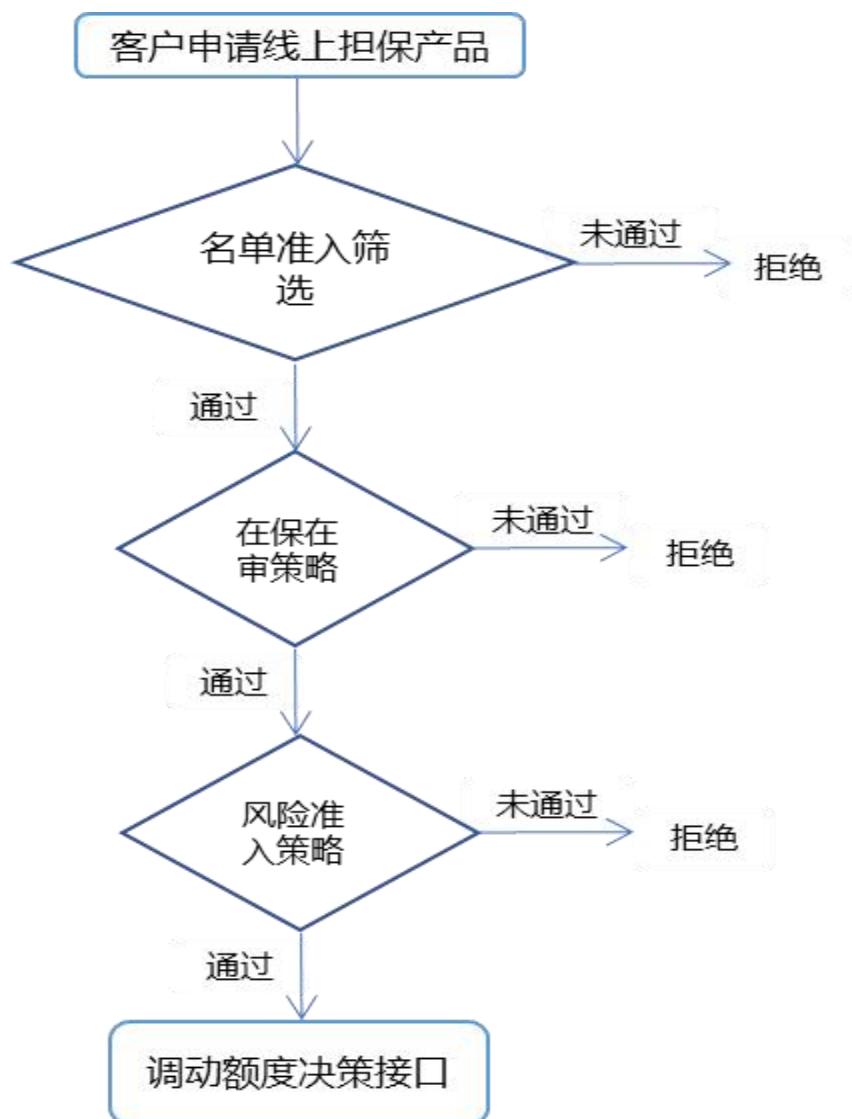 客户申请线上担保产品
名单准入筛
选
未通过
拒绝
通过
在保在
审策略
未通过
拒绝
通过
风险准
入策略
未通过
拒绝
通过
调动额度决策接口